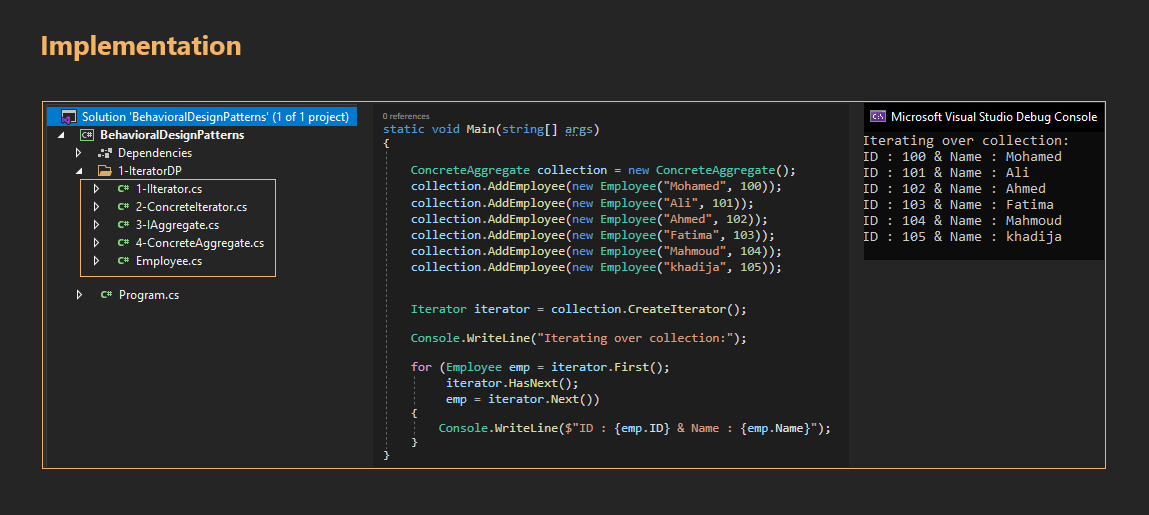 Implementation
Solution 'BehavioralDesignPatterns' (1 of 1 project)
BehavioralDesignPatterns
Dependencies
1-IteratorDP
C# 1-IIterator.cs
C# 2-ConcreteIterator.cs
C# 3-IAggregate.cs
C# 4-ConcreteAggregate.cs
C# Employee.cs
C# Program.cs
0 references
static void Main(string[] args)
{
ConcreteAggregate collection = new ConcreteAggregate();
collection.AddEmployee(new Employee("Mohamed", 100));
collection.AddEmployee(new Employee("Ali", 101));
collection.AddEmployee(new Employee("Ahmed", 102));
collection.AddEmployee(new Employee("Fatima", 103));
collection.AddEmployee(new Employee("Mahmoud", 104));
collection.AddEmployee(new Employee("khadija", 105));
Iterator iterator = collection.CreateIterator();
Console.WriteLine("Iterating over collection:");
for (Employee emp = iterator.First();
iterator.HasNext();
emp = iterator.Next())
{
Console.WriteLine($"ID : {emp.ID} & Name : {emp.Name}");
}
}
Microsoft Visual Studio Debug Console
Iterating over collection:
ID : 100 & Name : Mohamed
ID : 101 & Name : Ali
ID : 102 & Name : Ahmed
ID : 103 & Name : Fatima
ID : 104 & Name : Mahmoud
ID : 105 & Name : khadija